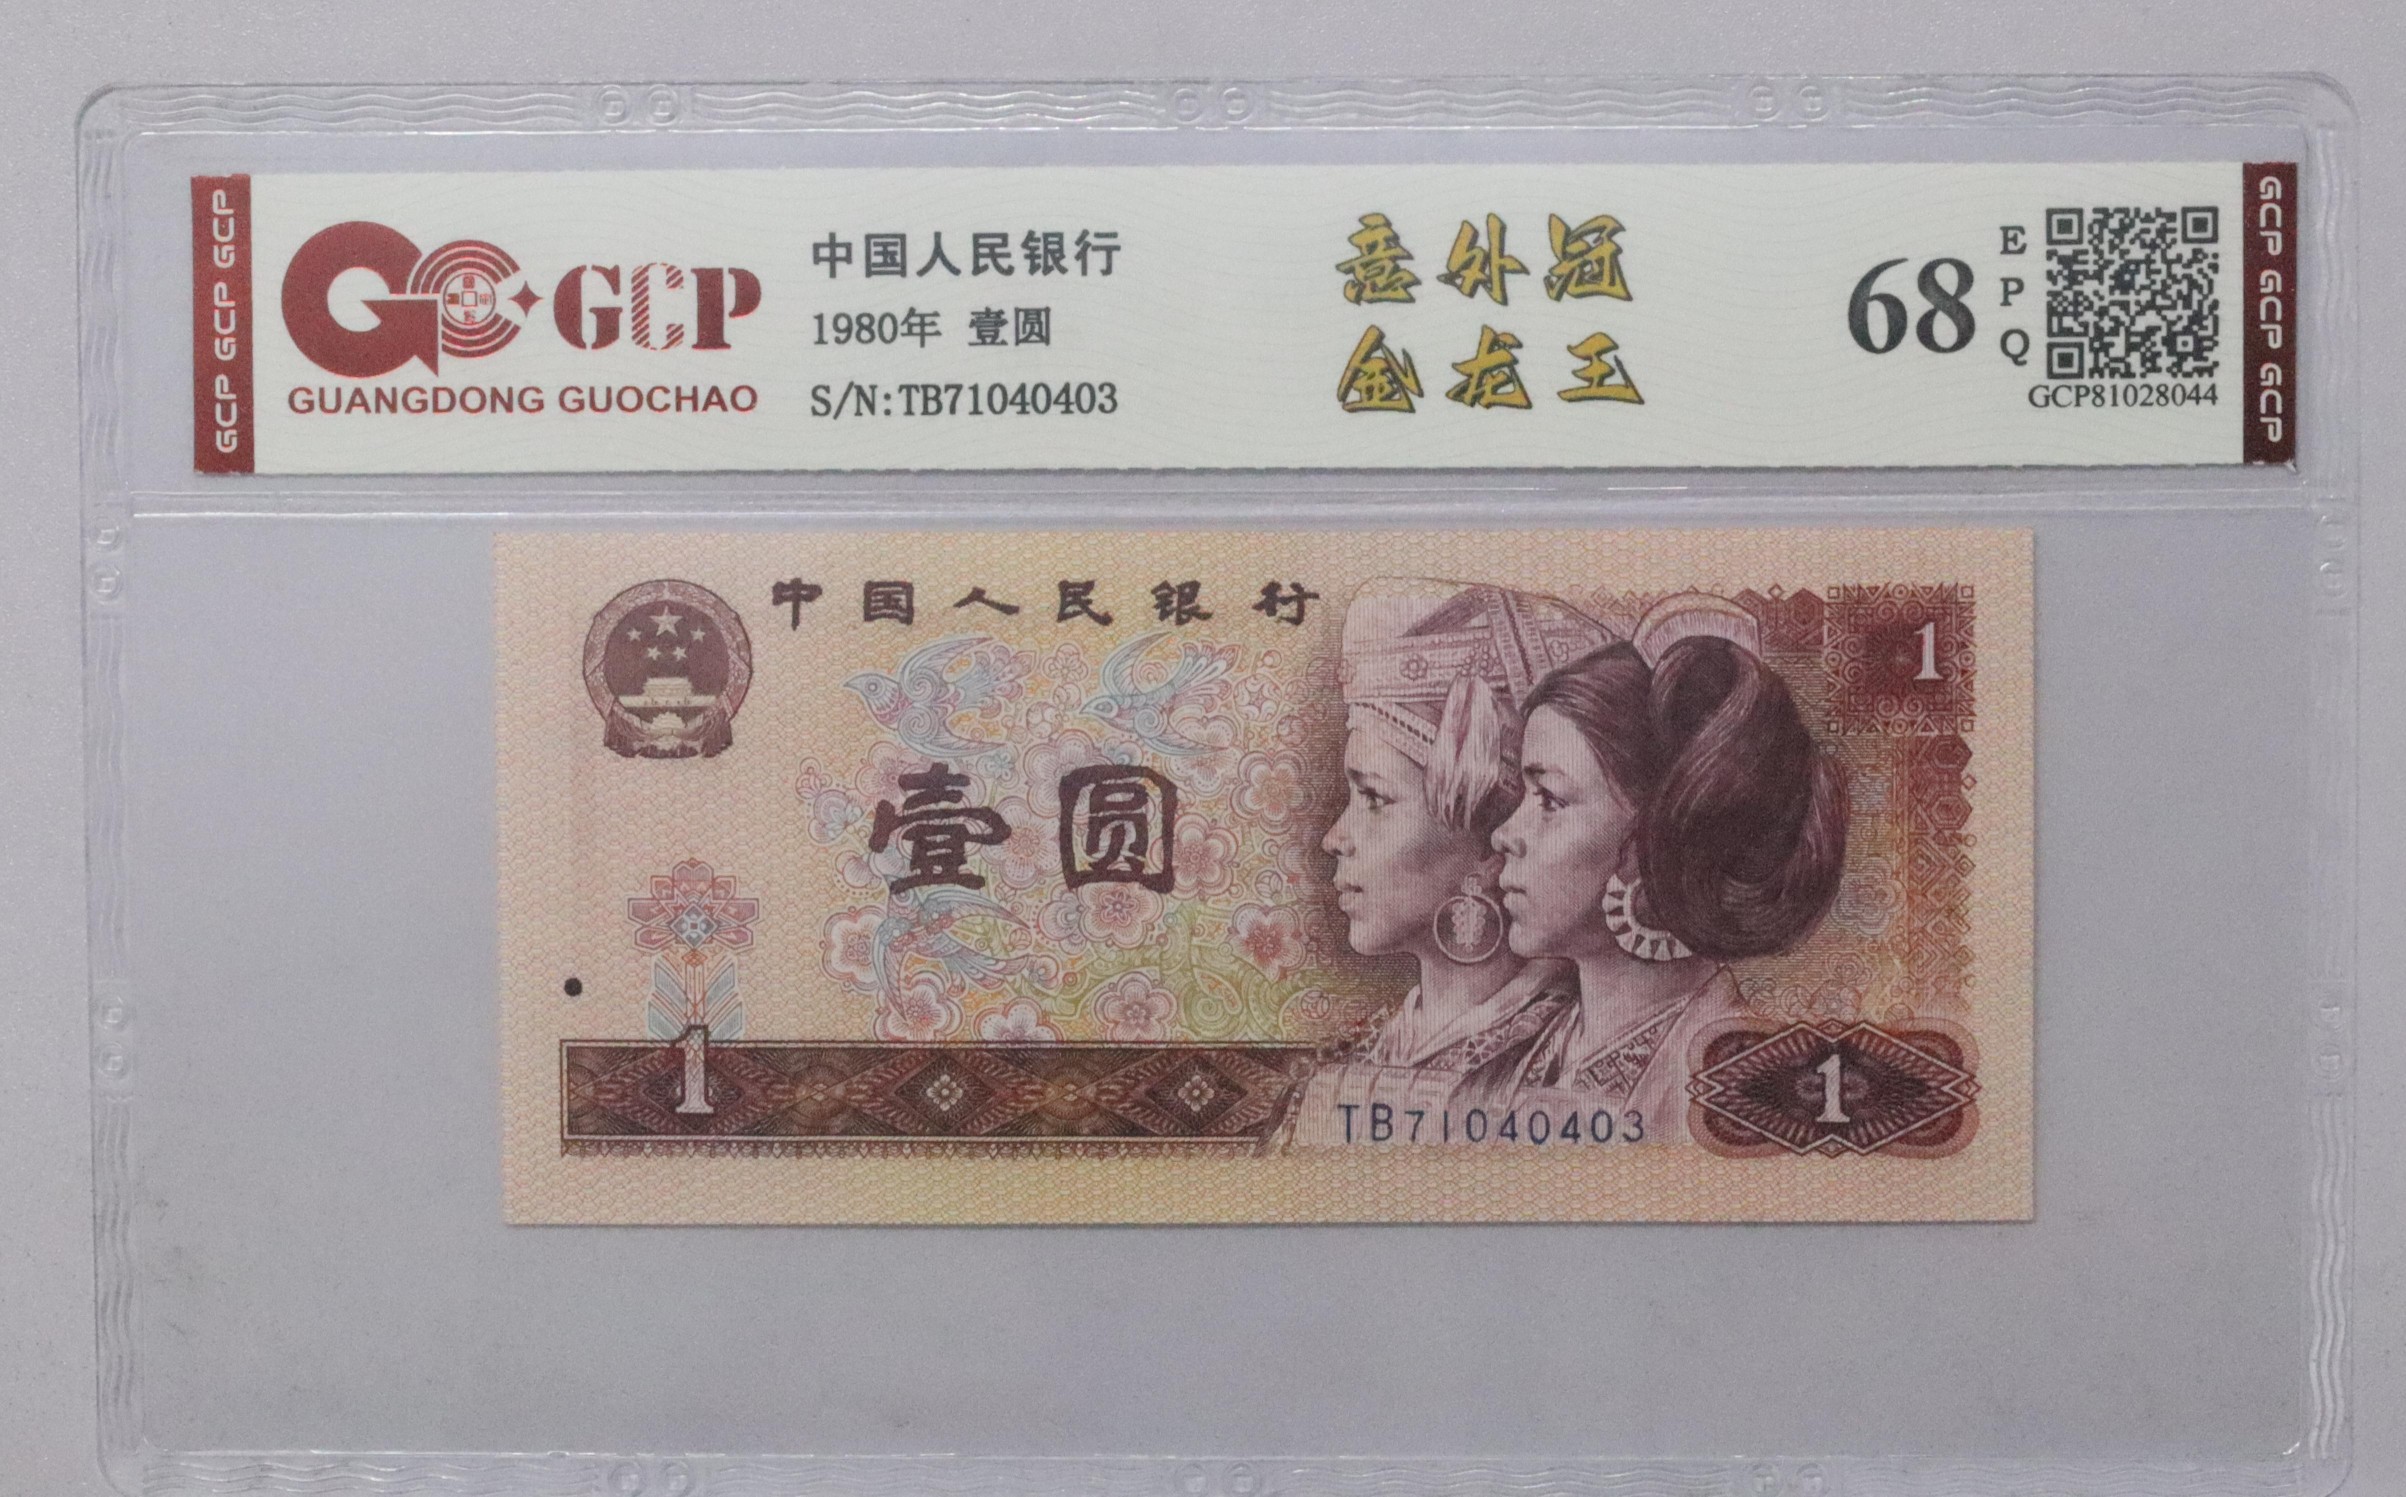 GCP GCP GCP
GCP
GUANGDONG GUOCHAO
中国人民银行
1980年 壹圆
S/N:TB71040403
意外冠
金龙王
68
EPQ
GCP81028044
GCP GCP GCP
中国人民银行
1
壹圆
1
TB71040403
1